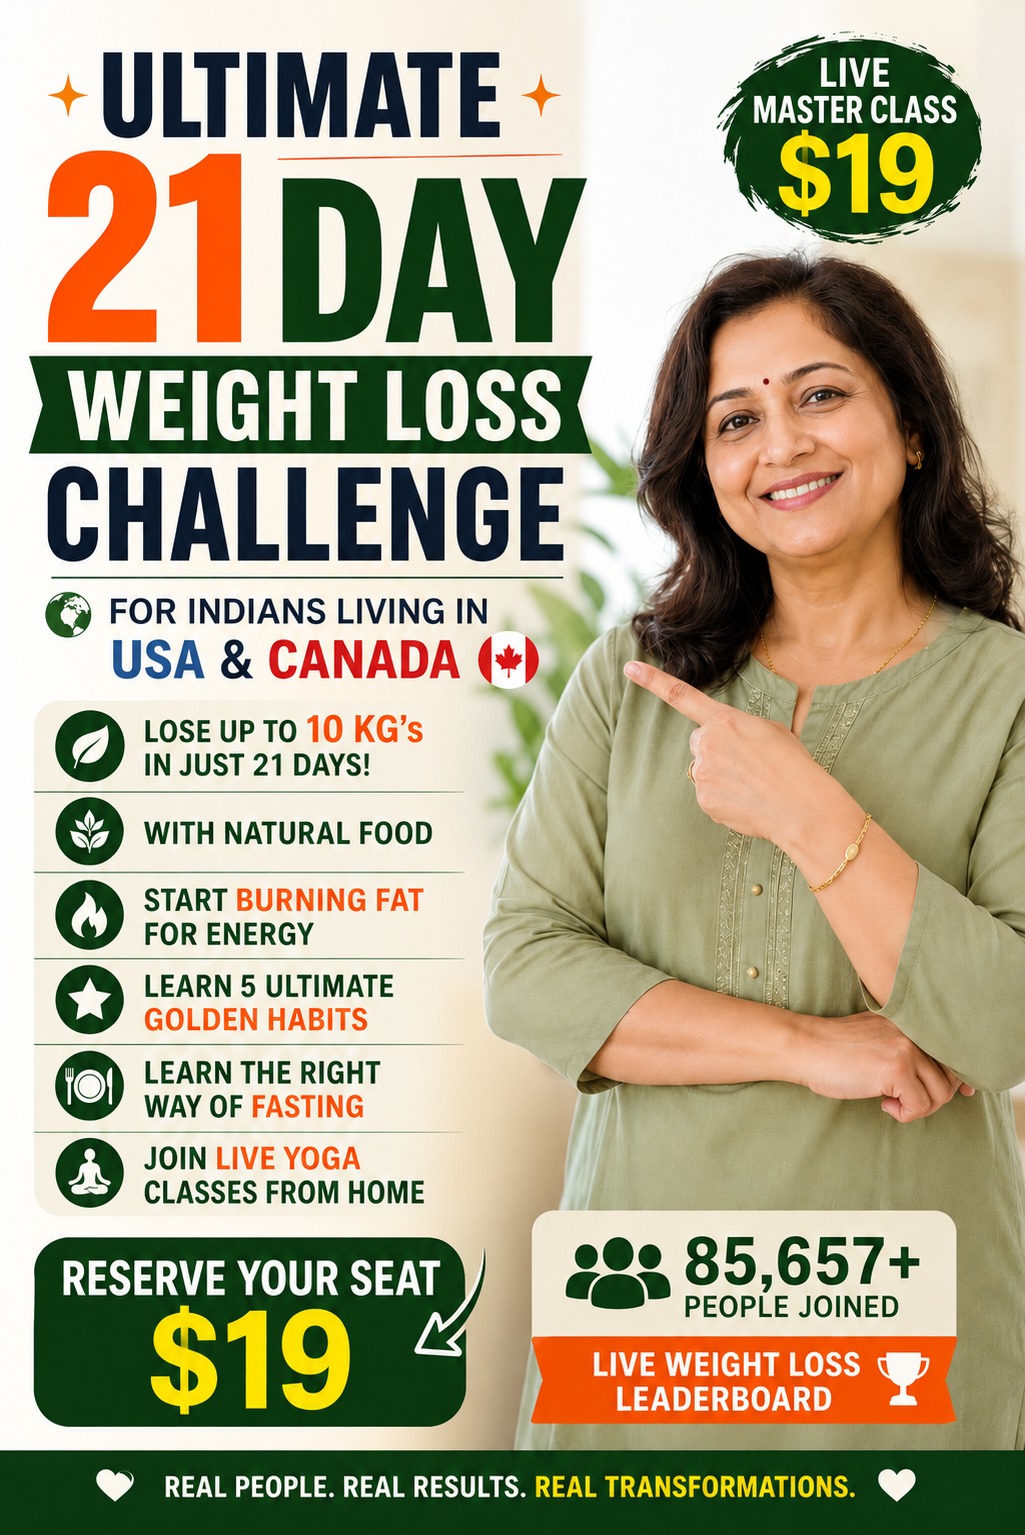 ULTIMATE
21 DAY
WEIGHT LOSS
CHALLENGE
FOR INDIANS LIVING IN
USA & CANADA
LIVE
MASTER CLASS
$19
LOSE UP TO 10 KG's
IN JUST 21 DAYS!
WITH NATURAL FOOD
START BURNING FAT
FOR ENERGY
LEARN 5 ULTIMATE
GOLDEN HABITS
LEARN THE RIGHT
WAY OF FASTING
JOIN LIVE YOGA
CLASSES FROM HOME
RESERVE YOUR SEAT
$19
85,657+
PEOPLE JOINED
LIVE WEIGHT LOSS
LEADERBOARD
REAL PEOPLE. REAL RESULTS. REAL TRANSFORMATIONS.